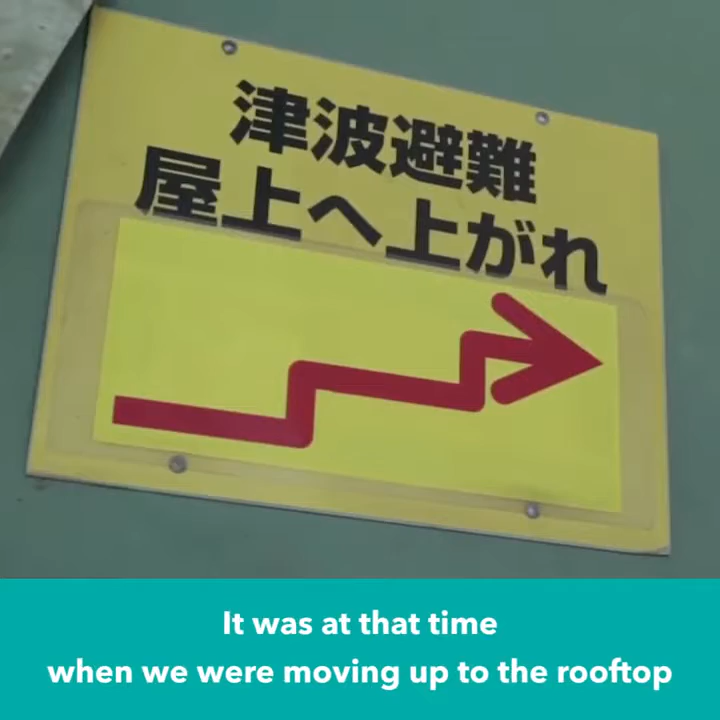 津波避難
屋上へ上がれ
It was at that time
when we were moving up to the rooftop